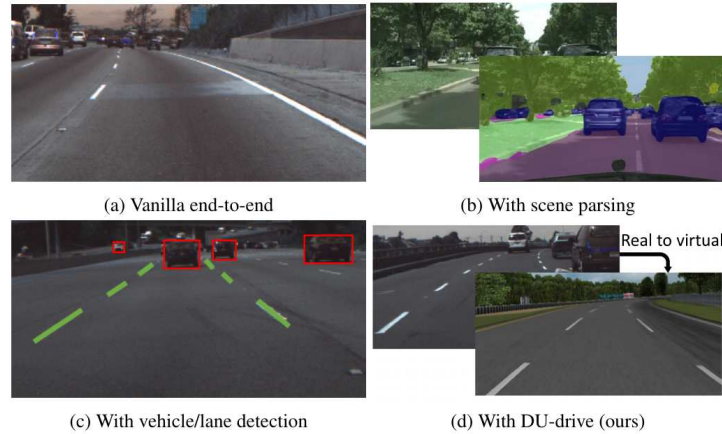 (a) Vanilla end-to-end
(b) With scene parsing
Real to virtual
(c) With vehicle/lane detection
(d) With DU-drive (ours)